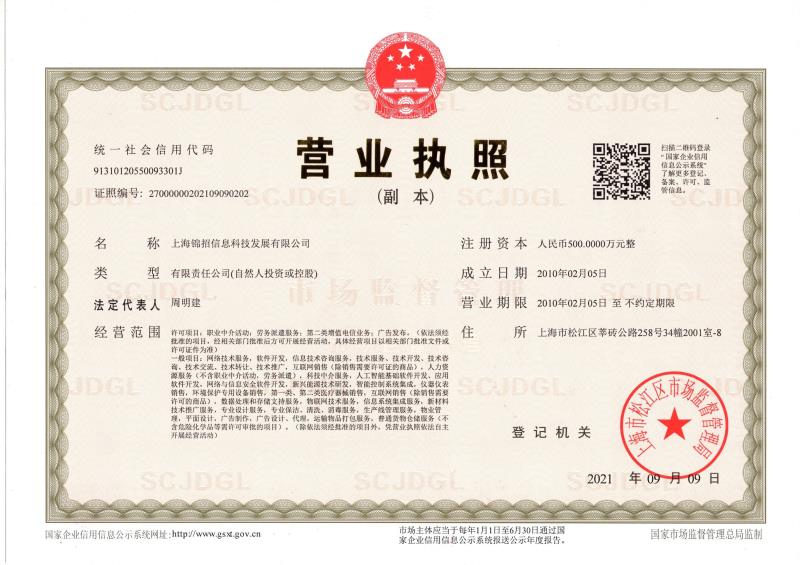 统一社会信用代码
91310120550093301J
证照编号：27000000202109090202
营业执照
（副 本）
扫描二维码登录
“国家企业信用
信息公示系统”
了解更多登记、
备案、许可、监
管信息。
名 称 上海锦招信息科技发展有限公司
类 型 有限责任公司(自然人投资或控股)
法定代表人 周明建
经营范围 许可项目：职业中介活动；劳务派遣服务；第二类增值电信业务；广告发布。（依法须经
批准的项目，经相关部门批准后方可开展经营活动，具体经营项目以相关部门批准文件或
许可证件为准）
一般项目：网络技术服务，软件开发，信息技术咨询服务，技术服务、技术开发、技术咨
询、技术交流、技术转让、技术推广，互联网销售（除销售需要许可证的商品），人力资
源服务（不含职业中介活动，劳务派遣），科技中介服务，人工智能基础软件开发，应用
软件开发，网络与信息安全软件开发，新兴能源技术研发，智能控制系统集成，仪器仪表
销售，环境保护专用设备销售，第一类、第二类医疗器械销售，互联网销售（除销售需要
许可的商品），数据处理和存储支持服务，物联网技术服务，信息系统集成服务，新材料
技术推广服务，专业设计服务，专业保洁、清洗、消毒服务，生产线管理服务，物业管
理，平面设计，广告制作，广告设计、代理，运输物品打包服务，普通货物仓储服务（不
含危险化学品等需许可审批的项目）。（除依法须经批准的项目外，凭营业执照依法自主
开展经营活动）
注册资本 人民币500.0000万元整
成立日期 2010年02月05日
营业期限 2010年02月05日 至 不约定期限
住 所 上海市松江区莘砖公路258号34幢2001室-8
登记机关
上海市松江区市场监督管理局
2021 年 09 月 09 日
国家企业信用信息公示系统网址：http://www.gsxt.gov.cn
市场主体应当于每年1月1日至6月30日通过国
家企业信用信息公示系统报送公示年度报告。
国家市场监督管理总局监制
SCJDGL
市场监督管理